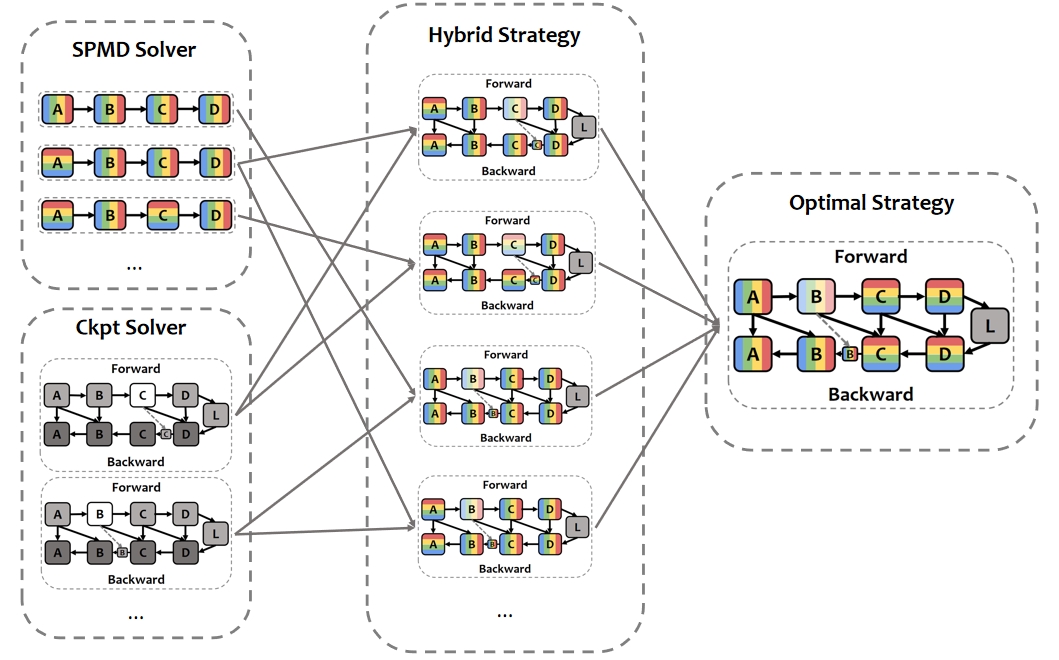 SPMD Solver
A B C D
A B C D
A B C D
...
Ckpt Solver
Forward
A B C D
L
A B C C D
Backward
Forward
A B C D
L
A B B C D
Backward
...
Hybrid Strategy
Forward
A B C D
L
A B C C D
Backward
Forward
A B C D
L
A B C C D
Backward
Forward
A B C D
L
A B B C D
Backward
Forward
A B C D
L
A B B C D
Backward
...
Optimal Strategy
Forward
A B C D
L
A B B C D
Backward